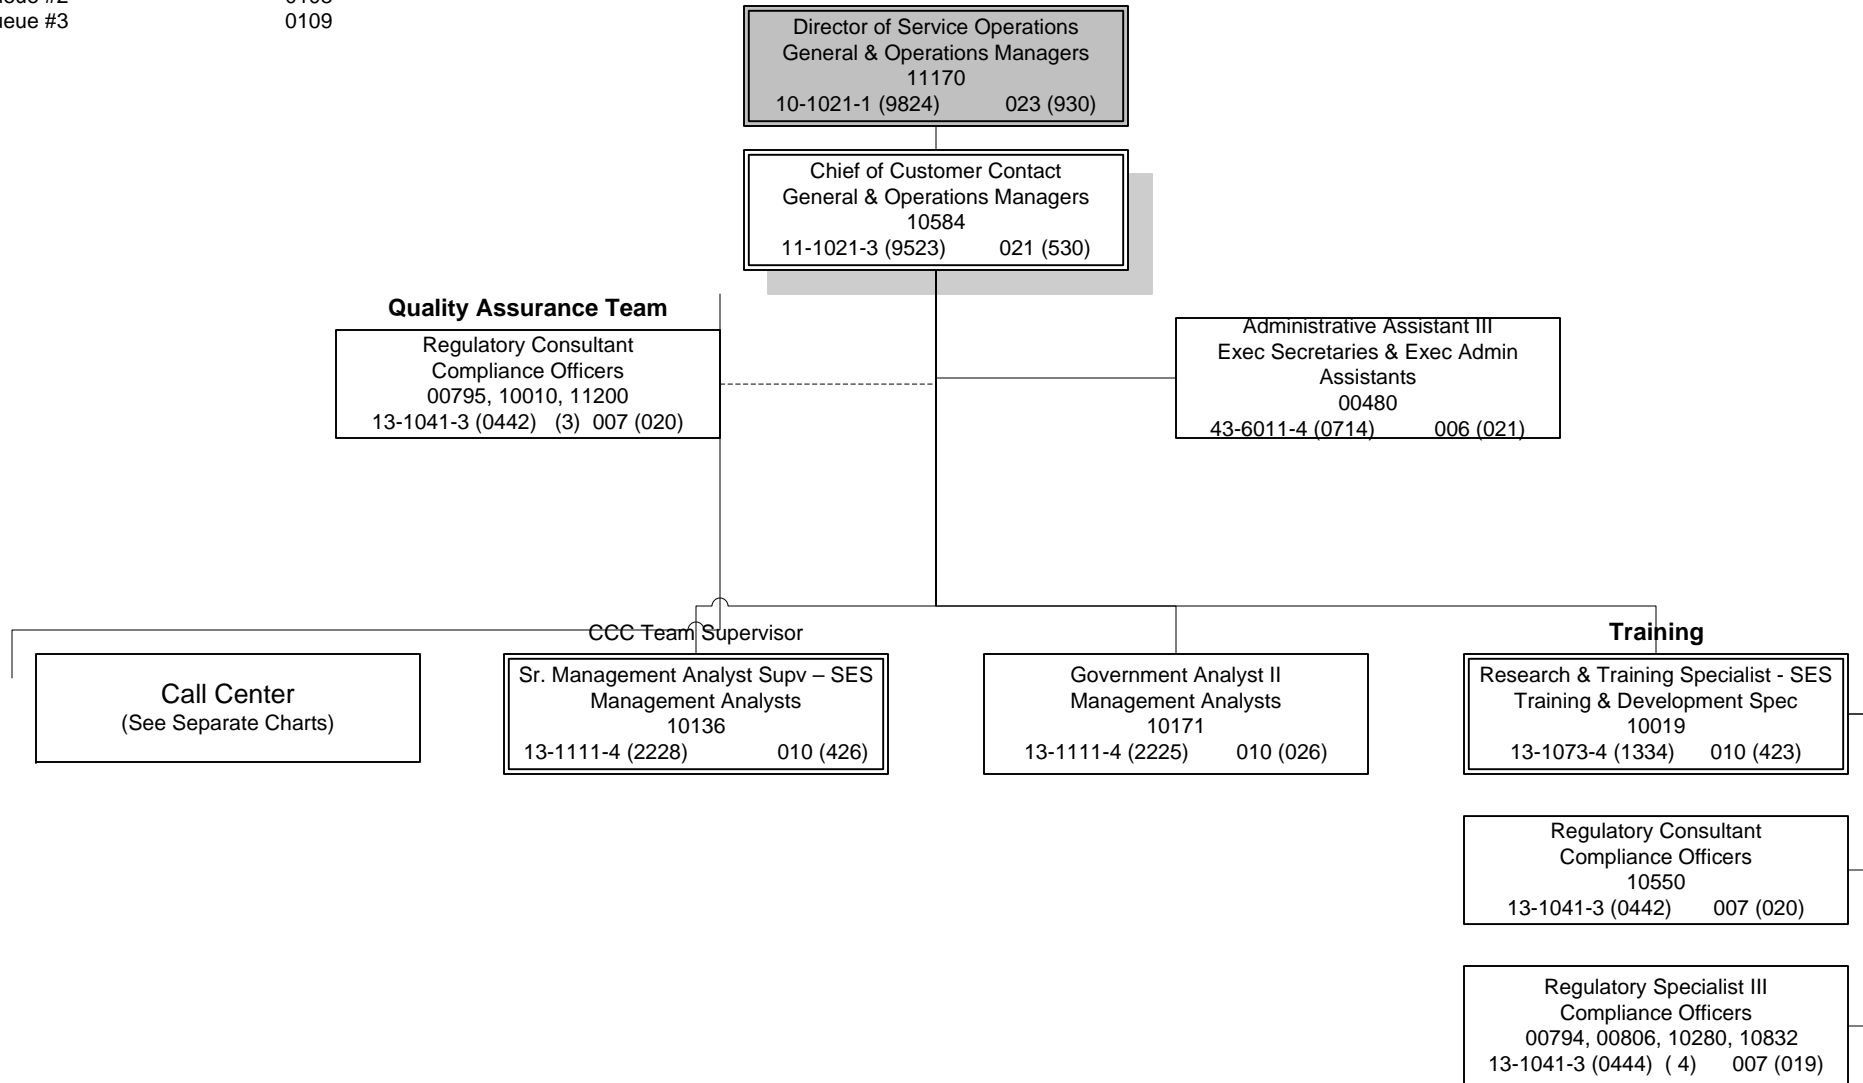 0109
Director of Service Operations
General & Operations Managers
11170
10-1021-1 (9824) 023 (930)
Chief of Customer Contact
General & Operations Managers
10584
11-1021-3 (9523) 021 (530)
Quality Assurance Team
Regulatory Consultant
Compliance Officers
00795, 10010, 11200
13-1041-3 (0442) (3) 007 (020)
Administrative Assistant III
Exec Secretaries & Exec Admin
Assistants
00480
43-6011-4 (0714) 006 (021)
Call Center
(See Separate Charts)
CCC Team Supervisor
Sr. Management Analyst Supv – SES
Management Analysts
10136
13-1111-4 (2228) 010 (426)
Government Analyst II
Management Analysts
10171
13-1111-4 (2225) 010 (026)
Training
Research & Training Specialist - SES
Training & Development Spec
10019
13-1073-4 (1334) 010 (423)
Regulatory Consultant
Compliance Officers
10550
13-1041-3 (0442) 007 (020)
Regulatory Specialist III
Compliance Officers
00794, 00806, 10280, 10832
13-1041-3 (0444) ( 4) 007 (019)